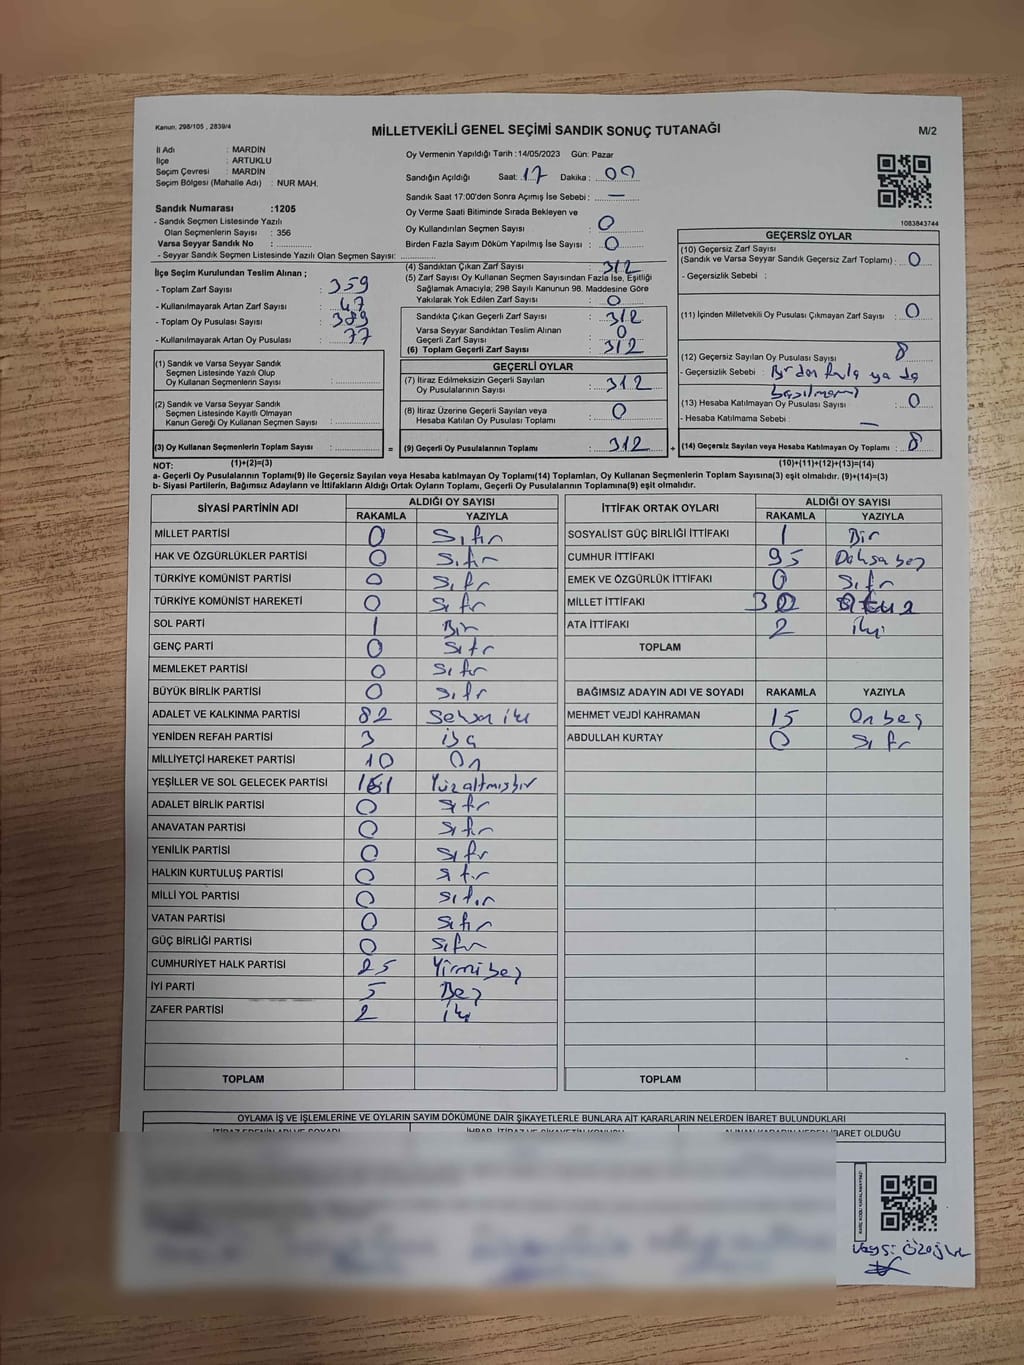 Kanun. 298/105 , 2839/4
MİLLETVEKİLİ GENEL SEÇİMİ SANDIK SONUÇ TUTANAĞI
M/2
İl Adı : MARDİN
İlçe : ARTUKLU
Seçim Çevresi : MARDİN
Seçim Bölgesi (Mahalle Adı) : NUR MAH.
Sandık Numarası :1205
- Sandık Seçmen Listesinde Yazılı
Olan Seçmenlerin Sayısı : 356
Varsa Seyyar Sandık No :
- Seyyar Sandık Seçmen Listesinde Yazılı Olan Seçmen Sayısı:
Oy Vermenin Yapıldığı Tarih :14/05/2023 Gün: Pazar
Sandığın Açıldığı Saat: 17 Dakika : 09
Sandık Saat 17:00'den Sonra Açımış İse Sebebi : —
Oy Verme Saati Bitiminde Sırada Bekleyen ve
Oy Kullandırılan Seçmen Sayısı : 0
Birden Fazla Sayım Döküm Yapılmış İse Sayısı : 0
1083843744
İlçe Seçim Kurulundan Teslim Alınan ;
- Toplam Zarf Sayısı : 359
- Kullanılmayarak Artan Zarf Sayısı : 47
- Toplam Oy Pusulası Sayısı : 389
- Kullanılmayarak Artan Oy Pusulası : 77
(4) Sandıktan Çıkan Zarf Sayısı : 312
(5) Zarf Sayısı Oy Kullanan Seçmen Sayısından Fazla İse, Eşitliği
Sağlamak Amacıyla; 298 Sayılı Kanunun 98. Maddesine Göre
Yakılarak Yok Edilen Zarf Sayısı : 0
Sandıkta Çıkan Geçerli Zarf Sayısı : 312
Varsa Seyyar Sandıktan Teslim Alınan
Geçerli Zarf Sayısı : 0
(6) Toplam Geçerli Zarf Sayısı : 312
GEÇERSİZ OYLAR
(10) Geçersiz Zarf Sayısı
(Sandık ve Varsa Seyyar Sandık Geçersiz Zarf Toplamı) : 0
- Geçersizlik Sebebi :
(11) İçinden Milletvekili Oy Pusulası Çıkmayan Zarf Sayısı : 0
(12) Geçersiz Sayılan Oy Pusulası Sayısı 8
- Geçersizlik Sebebi : Birden fazla ya da
basılmamış
(13) Hesaba Katılmayan Oy Pusulası Sayısı : 0
- Hesaba Katılmama Sebebi : —
(14) Geçersiz Sayılan veya Hesaba Katılmayan Oy Toplamı : 8
(10)+(11)+(12)+(13)=(14)
(1) Sandık ve Varsa Seyyar Sandık
Seçmen Listesinde Yazılı Olup
Oy Kullanan Seçmenlerin Sayısı :
(2) Sandık ve Varsa Seyyar Sandık
Seçmen Listesinde Kayıtlı Olmayan
Kanun Gereği Oy Kullanan Seçmen Sayısı :
(3) Oy Kullanan Seçmenlerin Toplam Sayısı : =
(1)+(2)=(3)
GEÇERLİ OYLAR
(7) İtiraz Edilmeksizin Geçerli Sayılan
Oy Pusulalarının Sayısı : 312
(8) İtiraz Üzerine Geçerli Sayılan veya
Hesaba Katılan Oy Pusulası Toplamı : 0
(9) Geçerli Oy Pusulalarının Toplamı : 312 +
NOT:
a- Geçerli Oy Pusulalarının Toplamı(9) İle Geçersiz Sayılan veya Hesaba katılmayan Oy Toplam(14) Toplamları, Oy Kullanan Seçmenlerin Toplam Sayısına(3) eşit olmalıdır. (9)+(14)=(3)
b- Siyasi Partilerin, Bağımsız Adayların ve İttifakların Aldığı Ortak Oyların Toplamı, Geçerli Oy Pusulalarının Toplamına(9) eşit olmalıdır.
SİYASİ PARTİNİN ADI ALDIĞI OY SAYISI
RAKAMLA YAZIYLA
MİLLET PARTİSİ 0 Sıfır
HAK VE ÖZGÜRLÜKLER PARTİSİ 0 Sıfır
TÜRKİYE KOMÜNİST PARTİSİ 0 Sıfır
TÜRKİYE KOMÜNİST HAREKETİ 0 Sıfır
SOL PARTİ 1 Bir
GENÇ PARTİ 0 Sıfır
MEMLEKET PARTİSİ 0 Sıfır
BÜYÜK BİRLİK PARTİSİ 0 Sıfır
ADALET VE KALKINMA PARTİSİ 82 Seksen iki
YENİDEN REFAH PARTİSİ 3 üç
MİLLİYETÇİ HAREKET PARTİSİ 10 On
YEŞİLLER VE SOL GELECEK PARTİSİ 161 Yüzaltmışbir
ADALET BİRLİK PARTİSİ 0 Sıfır
ANAVATAN PARTİSİ 0 Sıfır
YENİLİK PARTİSİ 0 Sıfır
HALKIN KURTULUŞ PARTİSİ 0 Sıfır
MİLLİ YOL PARTİSİ 0 Sıfır
VATAN PARTİSİ 0 Sıfır
GÜÇ BİRLİĞİ PARTİSİ 0 Sıfır
CUMHURİYET HALK PARTİSİ 25 Yirmibeş
İYİ PARTİ 5 Beş
ZAFER PARTİSİ 2 İki
TOPLAM
İTTİFAK ORTAK OYLARI ALDIĞI OY SAYISI
RAKAMLA YAZIYLA
SOSYALİST GÜÇ BİRLİĞİ İTTİFAKI 1 Bir
CUMHUR İTTİFAKI 95 Doksabeş
EMEK VE ÖZGÜRLÜK İTTİFAKI 0 Sıfır
MİLLET İTTİFAKI 30 Otuz
ATA İTTİFAKI 2 iki
TOPLAM
BAĞIMSIZ ADAYIN ADI VE SOYADI RAKAMLA YAZIYLA
MEHMET VEJDİ KAHRAMAN 15 On beş
ABDULLAH KURTAY 0 Sıfır
TOPLAM
OYLAMA İŞ VE İŞLEMLERİNE VE OYLARIN SAYIM DÖKÜMÜNE DAİR ŞİKAYETLERLE BUNLARA AİT KARARLARIN NELERDEN İBARET BULUNDUKLARI
İTİRAZ EDENİN ADI VE SOYADI İHBAR, İTİRAZ VE ŞİKAYETİN KONUSU ALINAN KARARIN NEDEN İBARET OLDUĞU